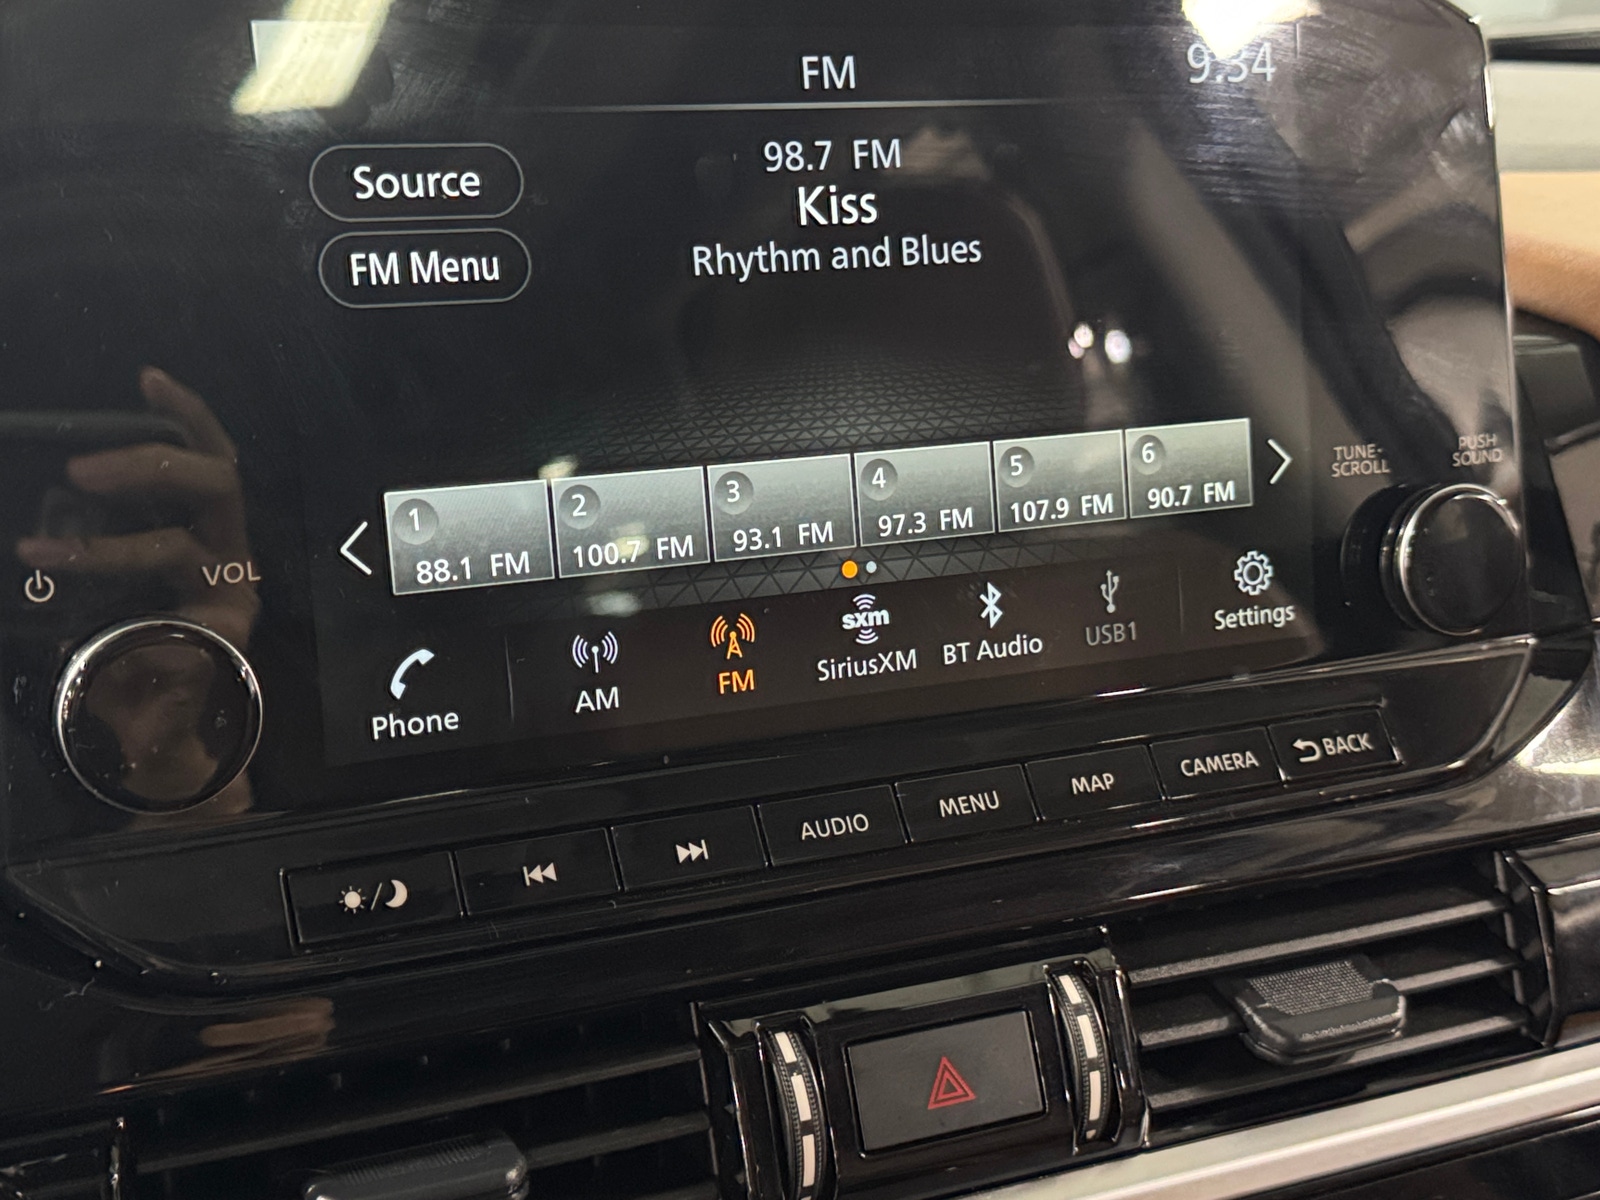 FM
9:34
98.7 FM
Kiss
Rhythm and Blues
Source
FM Menu
1
88.1 FM
2
100.7 FM
3
93.1 FM
4
97.3 FM
5
107.9 FM
6
90.7 FM
TUNE-
SCROLL
PUSH
SOUND
VOL
Phone
AM
FM
sxm
SiriusXM
BT Audio
USB1
Settings
AUDIO
MENU
MAP
CAMERA
BACK